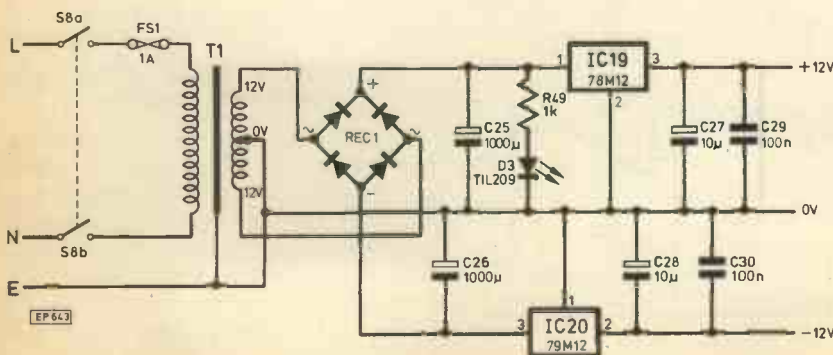 S8a
FS1
1A
L
T1
12V
0V
12V
REC1
+
~
~
-
N
S8b
E
EP643
C25
1000µ
R49
1k
D3
TIL209
1
IC19
78M12
2
3
C27
10µ
C29
100n
+12V
0V
C26
1000µ
1
3
IC20
79M12
2
C28
10µ
C30
100n
-12V